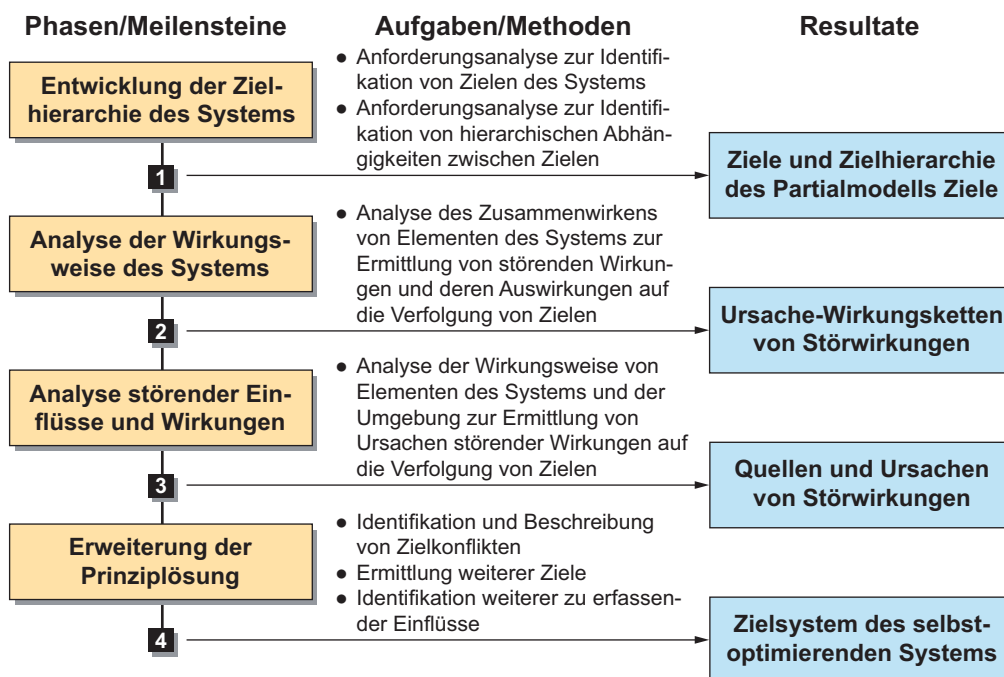 Phasen/Meilensteine
Aufgaben/Methoden
Resultate
Entwicklung der Ziel-
hierarchie des Systems
● Anforderungsanalyse zur Identifi-
kation von Zielen des Systems
● Anforderungsanalyse zur Identifi-
kation von hierarchischen Abhän-
gigkeiten zwischen Zielen
1
Ziele und Zielhierarchie
des Partialmodells Ziele
Analyse der Wirkungs-
weise des Systems
● Analyse des Zusammenwirkens
von Elementen des Systems zur
Ermittlung von störenden Wirkun-
gen und deren Auswirkungen auf
die Verfolgung von Zielen
2
Ursache-Wirkungsketten
von Störwirkungen
Analyse störender Ein-
flüsse und Wirkungen
● Analyse der Wirkungsweise von
Elementen des Systems und der
Umgebung zur Ermittlung von
Ursachen störender Wirkungen auf
die Verfolgung von Zielen
3
Quellen und Ursachen
von Störwirkungen
Erweiterung der
Prinziplösung
● Identifikation und Beschreibung
von Zielkonflikten
● Ermittlung weiterer Ziele
● Identifikation weiterer zu erfassen-
der Einflüsse
4
Zielsystem des selbst-
optimierenden Systems